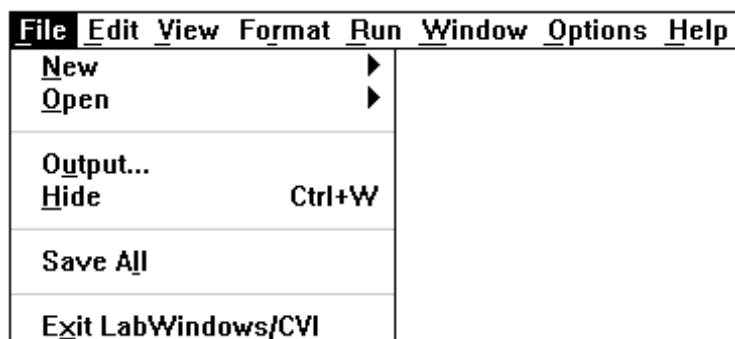 File Edit View Format Run Window Options Help
New
Open
Output...
Hide Ctrl+W
Save All
Exit LabWindows/CVI